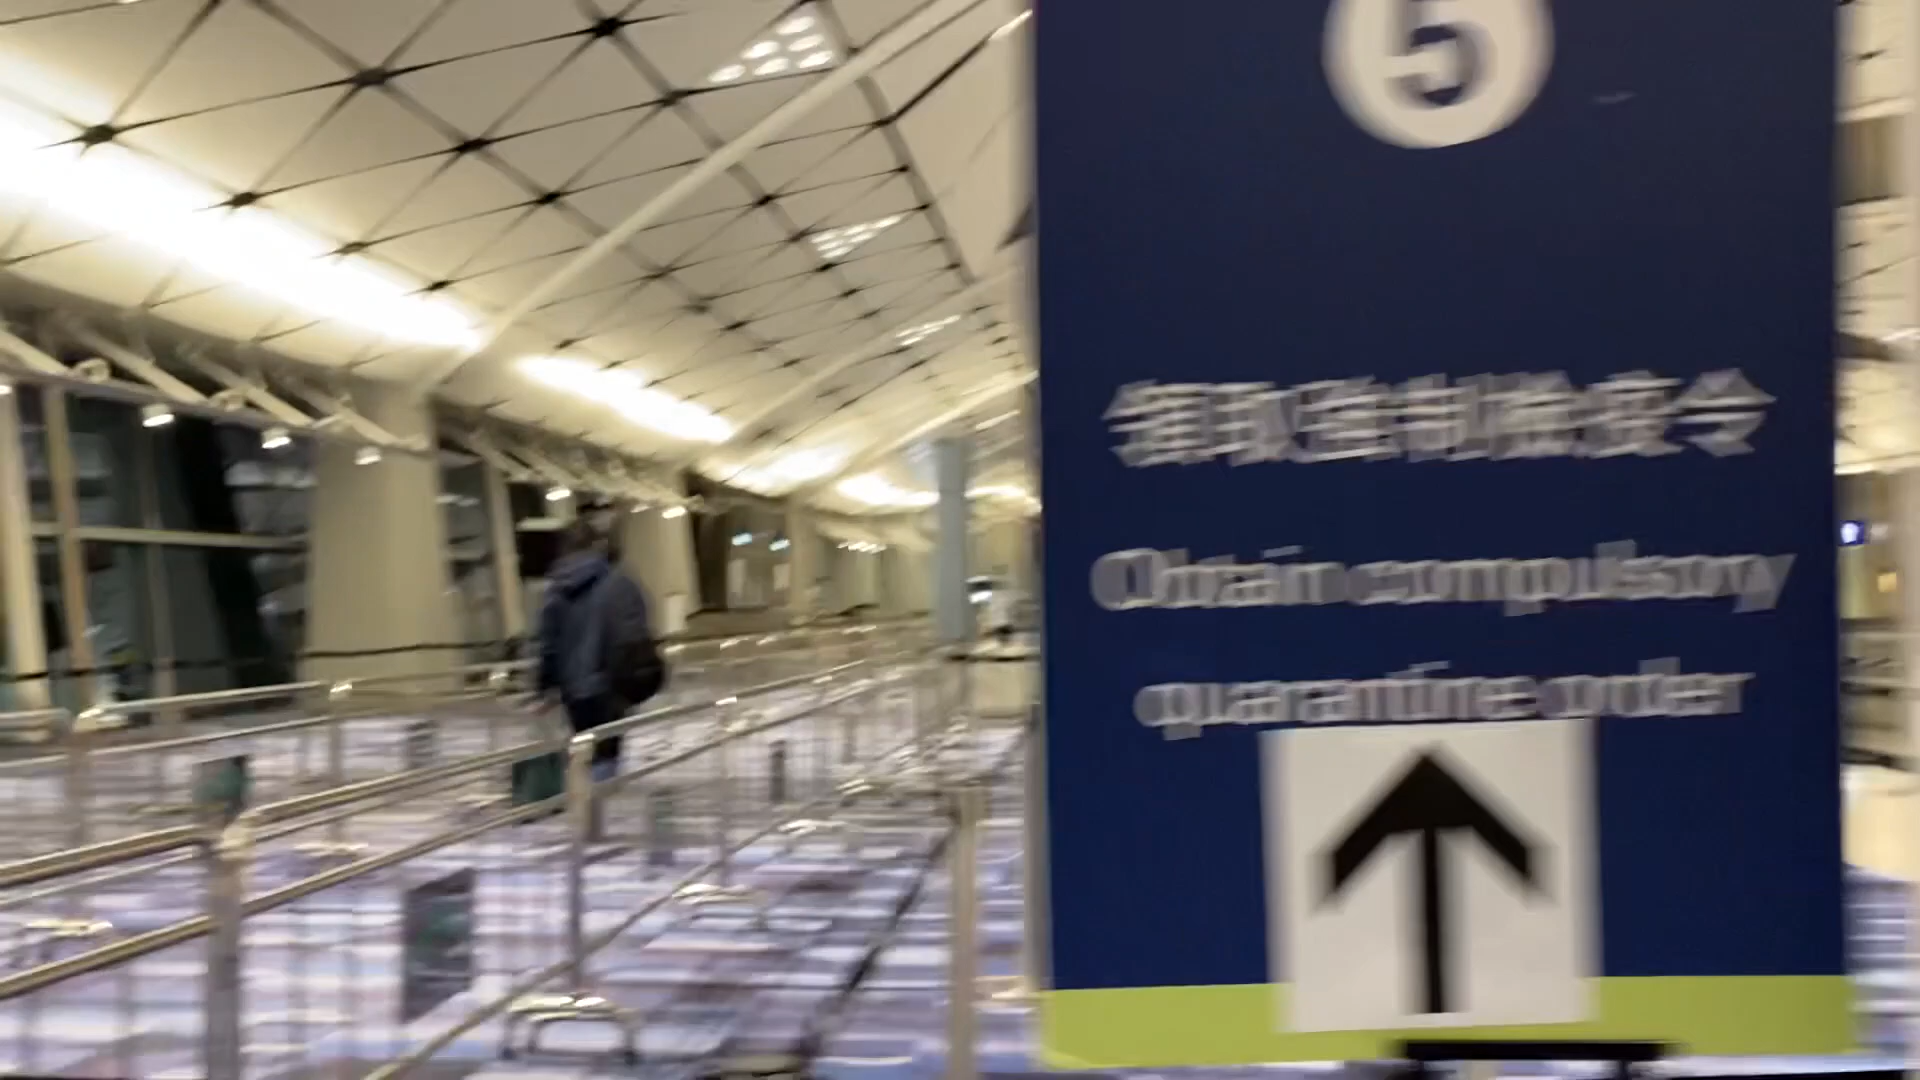 5
領取強制檢疫令
Obtain compulsory
quarantine order